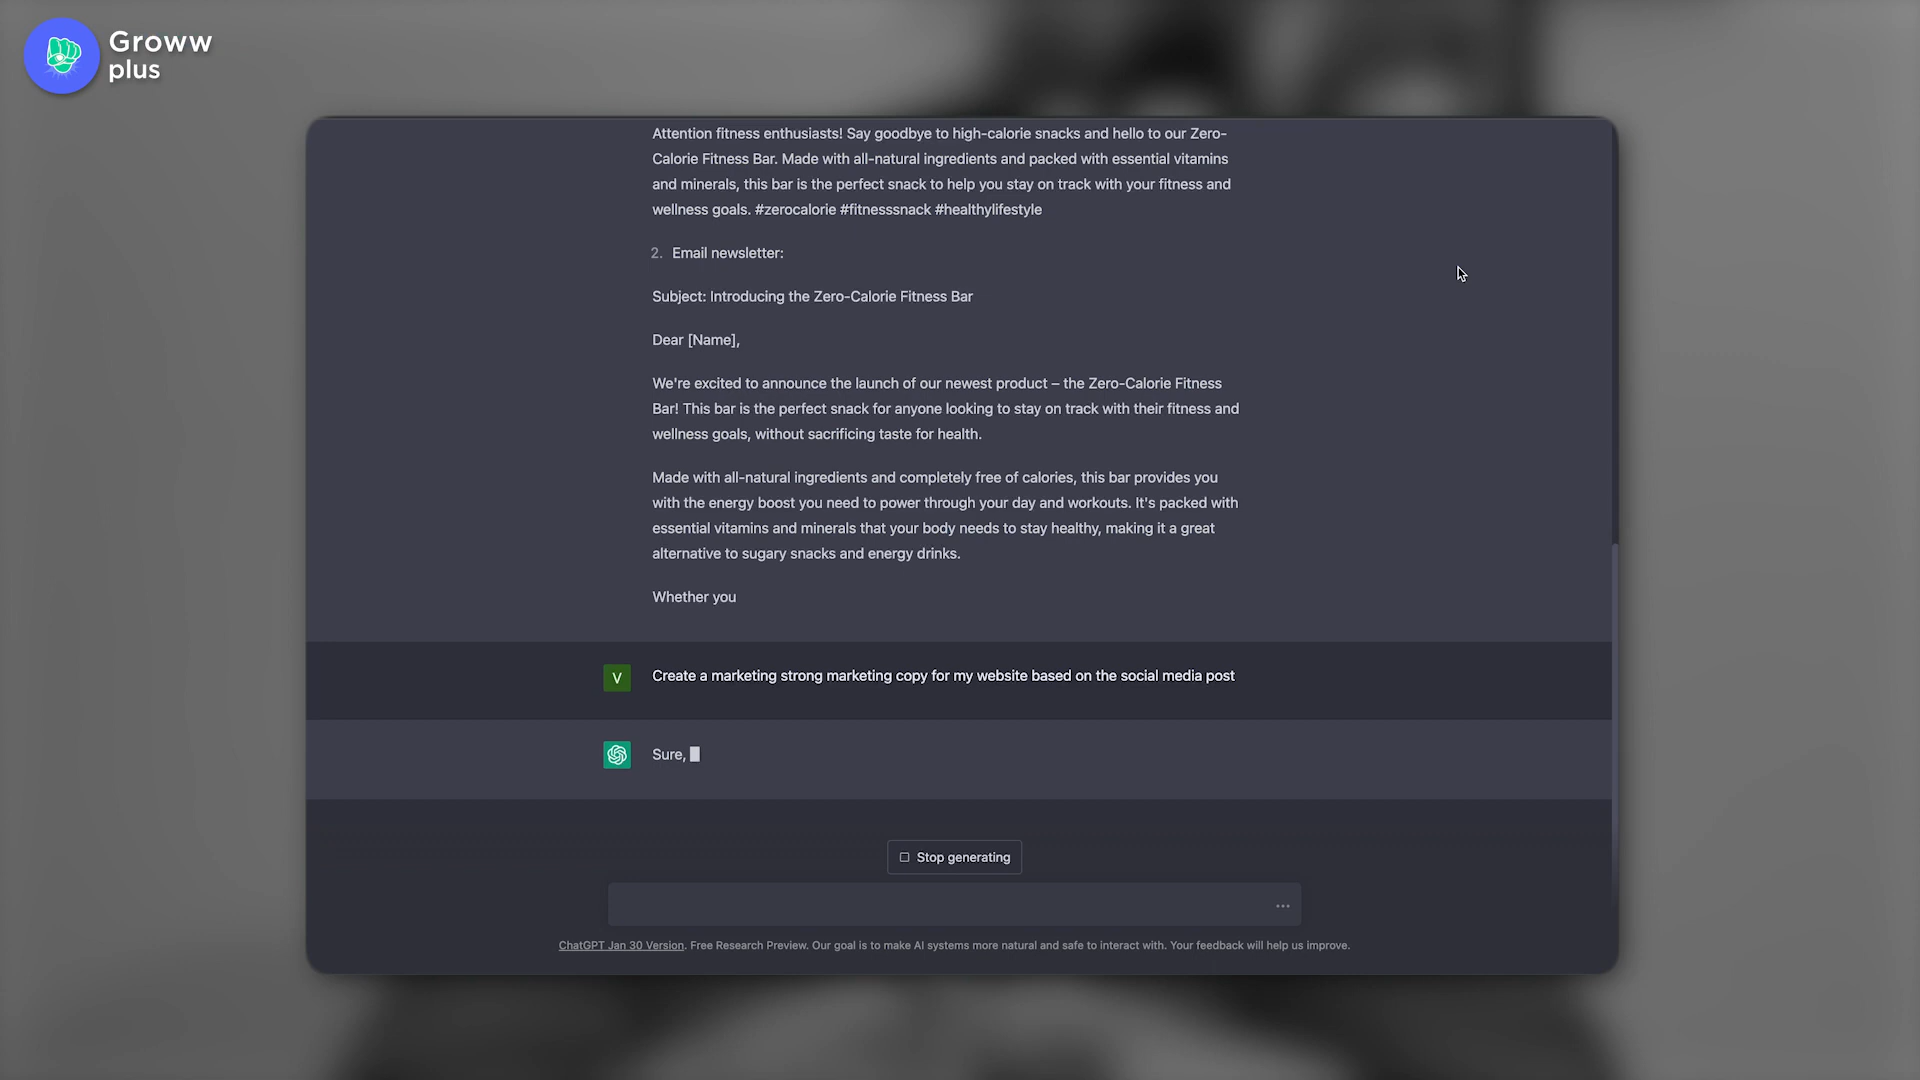 Groww
plus
Attention fitness enthusiasts! Say goodbye to high-calorie snacks and hello to our Zero-
Calorie Fitness Bar. Made with all-natural ingredients and packed with essential vitamins
and minerals, this bar is the perfect snack to help you stay on track with your fitness and
wellness goals. #zerocalorie #fitnesssnack #healthylifestyle
2. Email newsletter:
Subject: Introducing the Zero-Calorie Fitness Bar
Dear [Name],
We're excited to announce the launch of our newest product – the Zero-Calorie Fitness
Bar! This bar is the perfect snack for anyone looking to stay on track with their fitness and
wellness goals, without sacrificing taste for health.
Made with all-natural ingredients and completely free of calories, this bar provides you
with the energy boost you need to power through your day and workouts. It's packed with
essential vitamins and minerals that your body needs to stay healthy, making it a great
alternative to sugary snacks and energy drinks.
Whether you
V
Create a marketing strong marketing copy for my website based on the social media post
Sure,
Stop generating
ChatGPT Jan 30 Version. Free Research Preview. Our goal is to make AI systems more natural and safe to interact with. Your feedback will help us improve.